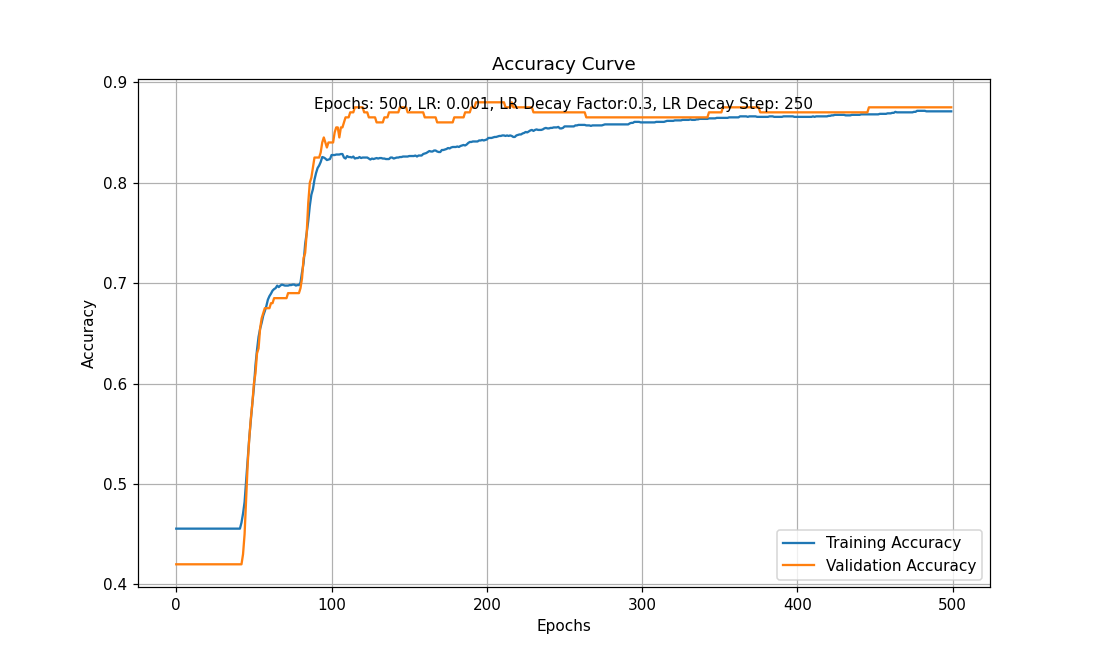 Accuracy Curve
Epochs: 500, LR: 0.001, LR Decay Factor:0.3, LR Decay Step: 250
Accuracy
0.9
0.8
0.7
0.6
0.5
0.4
0
100
200
300
400
500
Epochs
Training Accuracy
Validation Accuracy